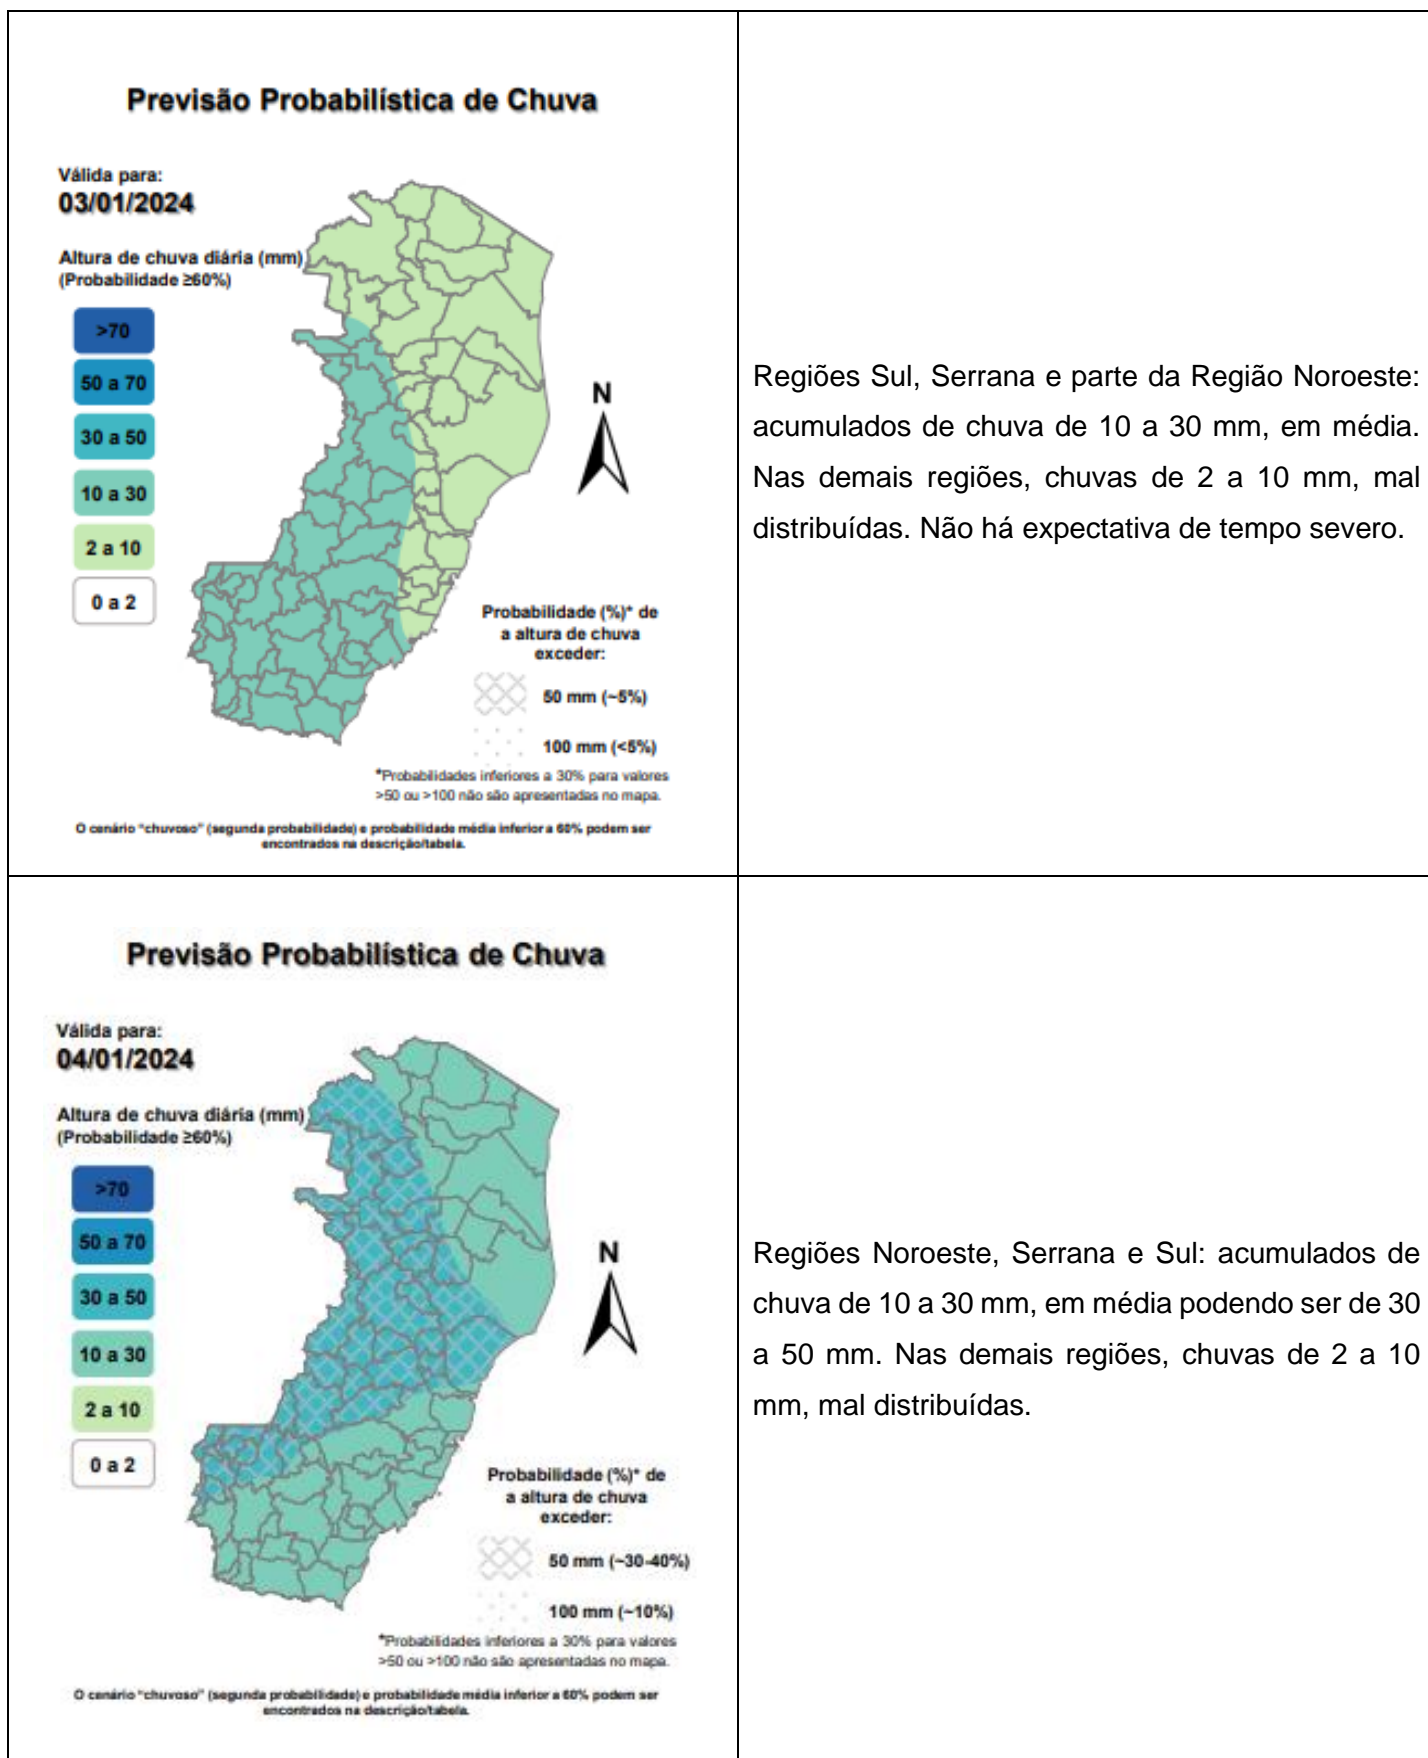 Previsão Probabilística de Chuva
Válida para:
03/01/2024
Altura de chuva diária (mm)
(Probabilidade ≥60%)
>70
50 a 70
30 a 50
10 a 30
2 a 10
0 a 2
N
Probabilidade (%)* de
a altura de chuva
exceder:
50 mm (~5%)
100 mm (<5%)
*Probabilidades inferiores a 30% para valores
>50 ou >100 não são apresentadas no mapa.
O cenário "chuvoso" (segunda probabilidade) e probabilidade média inferior a 60% podem ser
encontrados na descrição/tabela.
Regiões Sul, Serrana e parte da Região Noroeste:
acumulados de chuva de 10 a 30 mm, em média.
Nas demais regiões, chuvas de 2 a 10 mm, mal
distribuídas. Não há expectativa de tempo severo.
Previsão Probabilística de Chuva
Válida para:
04/01/2024
Altura de chuva diária (mm)
(Probabilidade ≥60%)
>70
50 a 70
30 a 50
10 a 30
2 a 10
0 a 2
N
Probabilidade (%)* de
a altura de chuva
exceder:
50 mm (~30-40%)
100 mm (~10%)
*Probabilidades inferiores a 30% para valores
>50 ou >100 não são apresentadas no mapa.
O cenário "chuvoso" (segunda probabilidade) e probabilidade média inferior a 60% podem ser
encontrados na descrição/tabela.
Regiões Noroeste, Serrana e Sul: acumulados de
chuva de 10 a 30 mm, em média podendo ser de 30
a 50 mm. Nas demais regiões, chuvas de 2 a 10
mm, mal distribuídas.